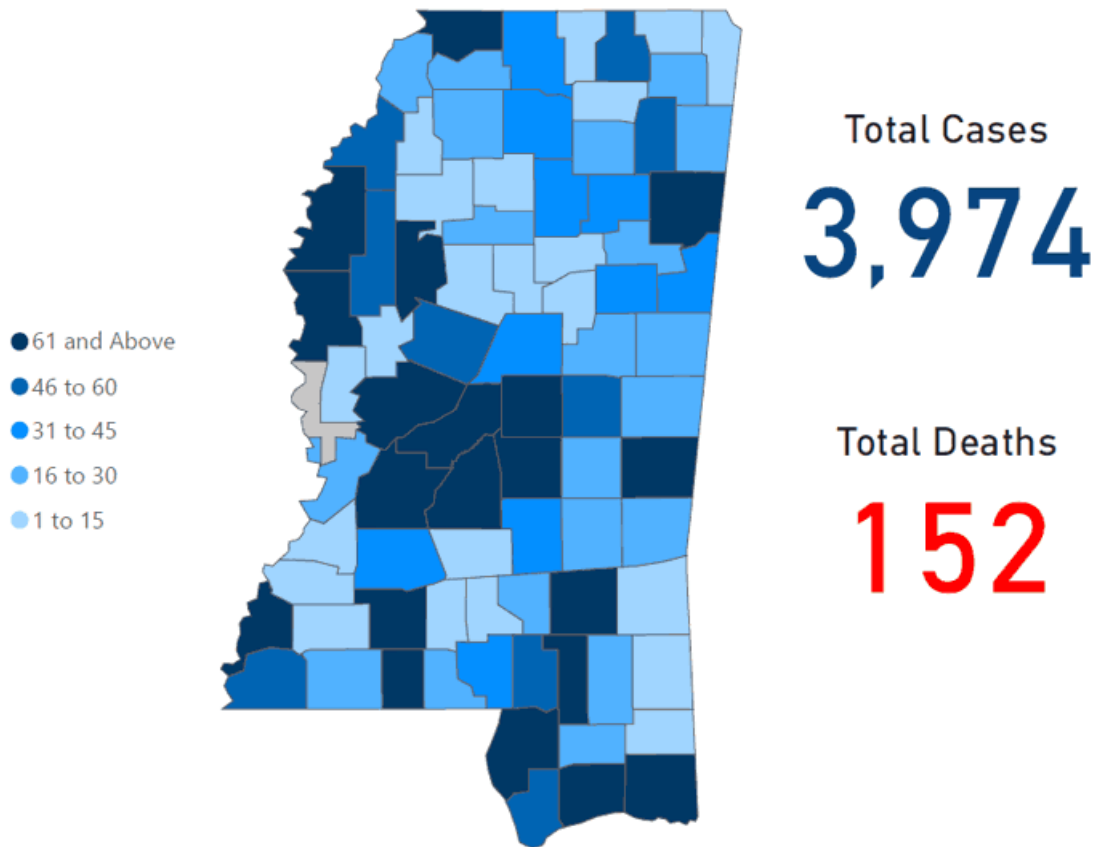 Total Cases
3,974
61 and Above
46 to 60
31 to 45
16 to 30
1 to 15
Total Deaths
152